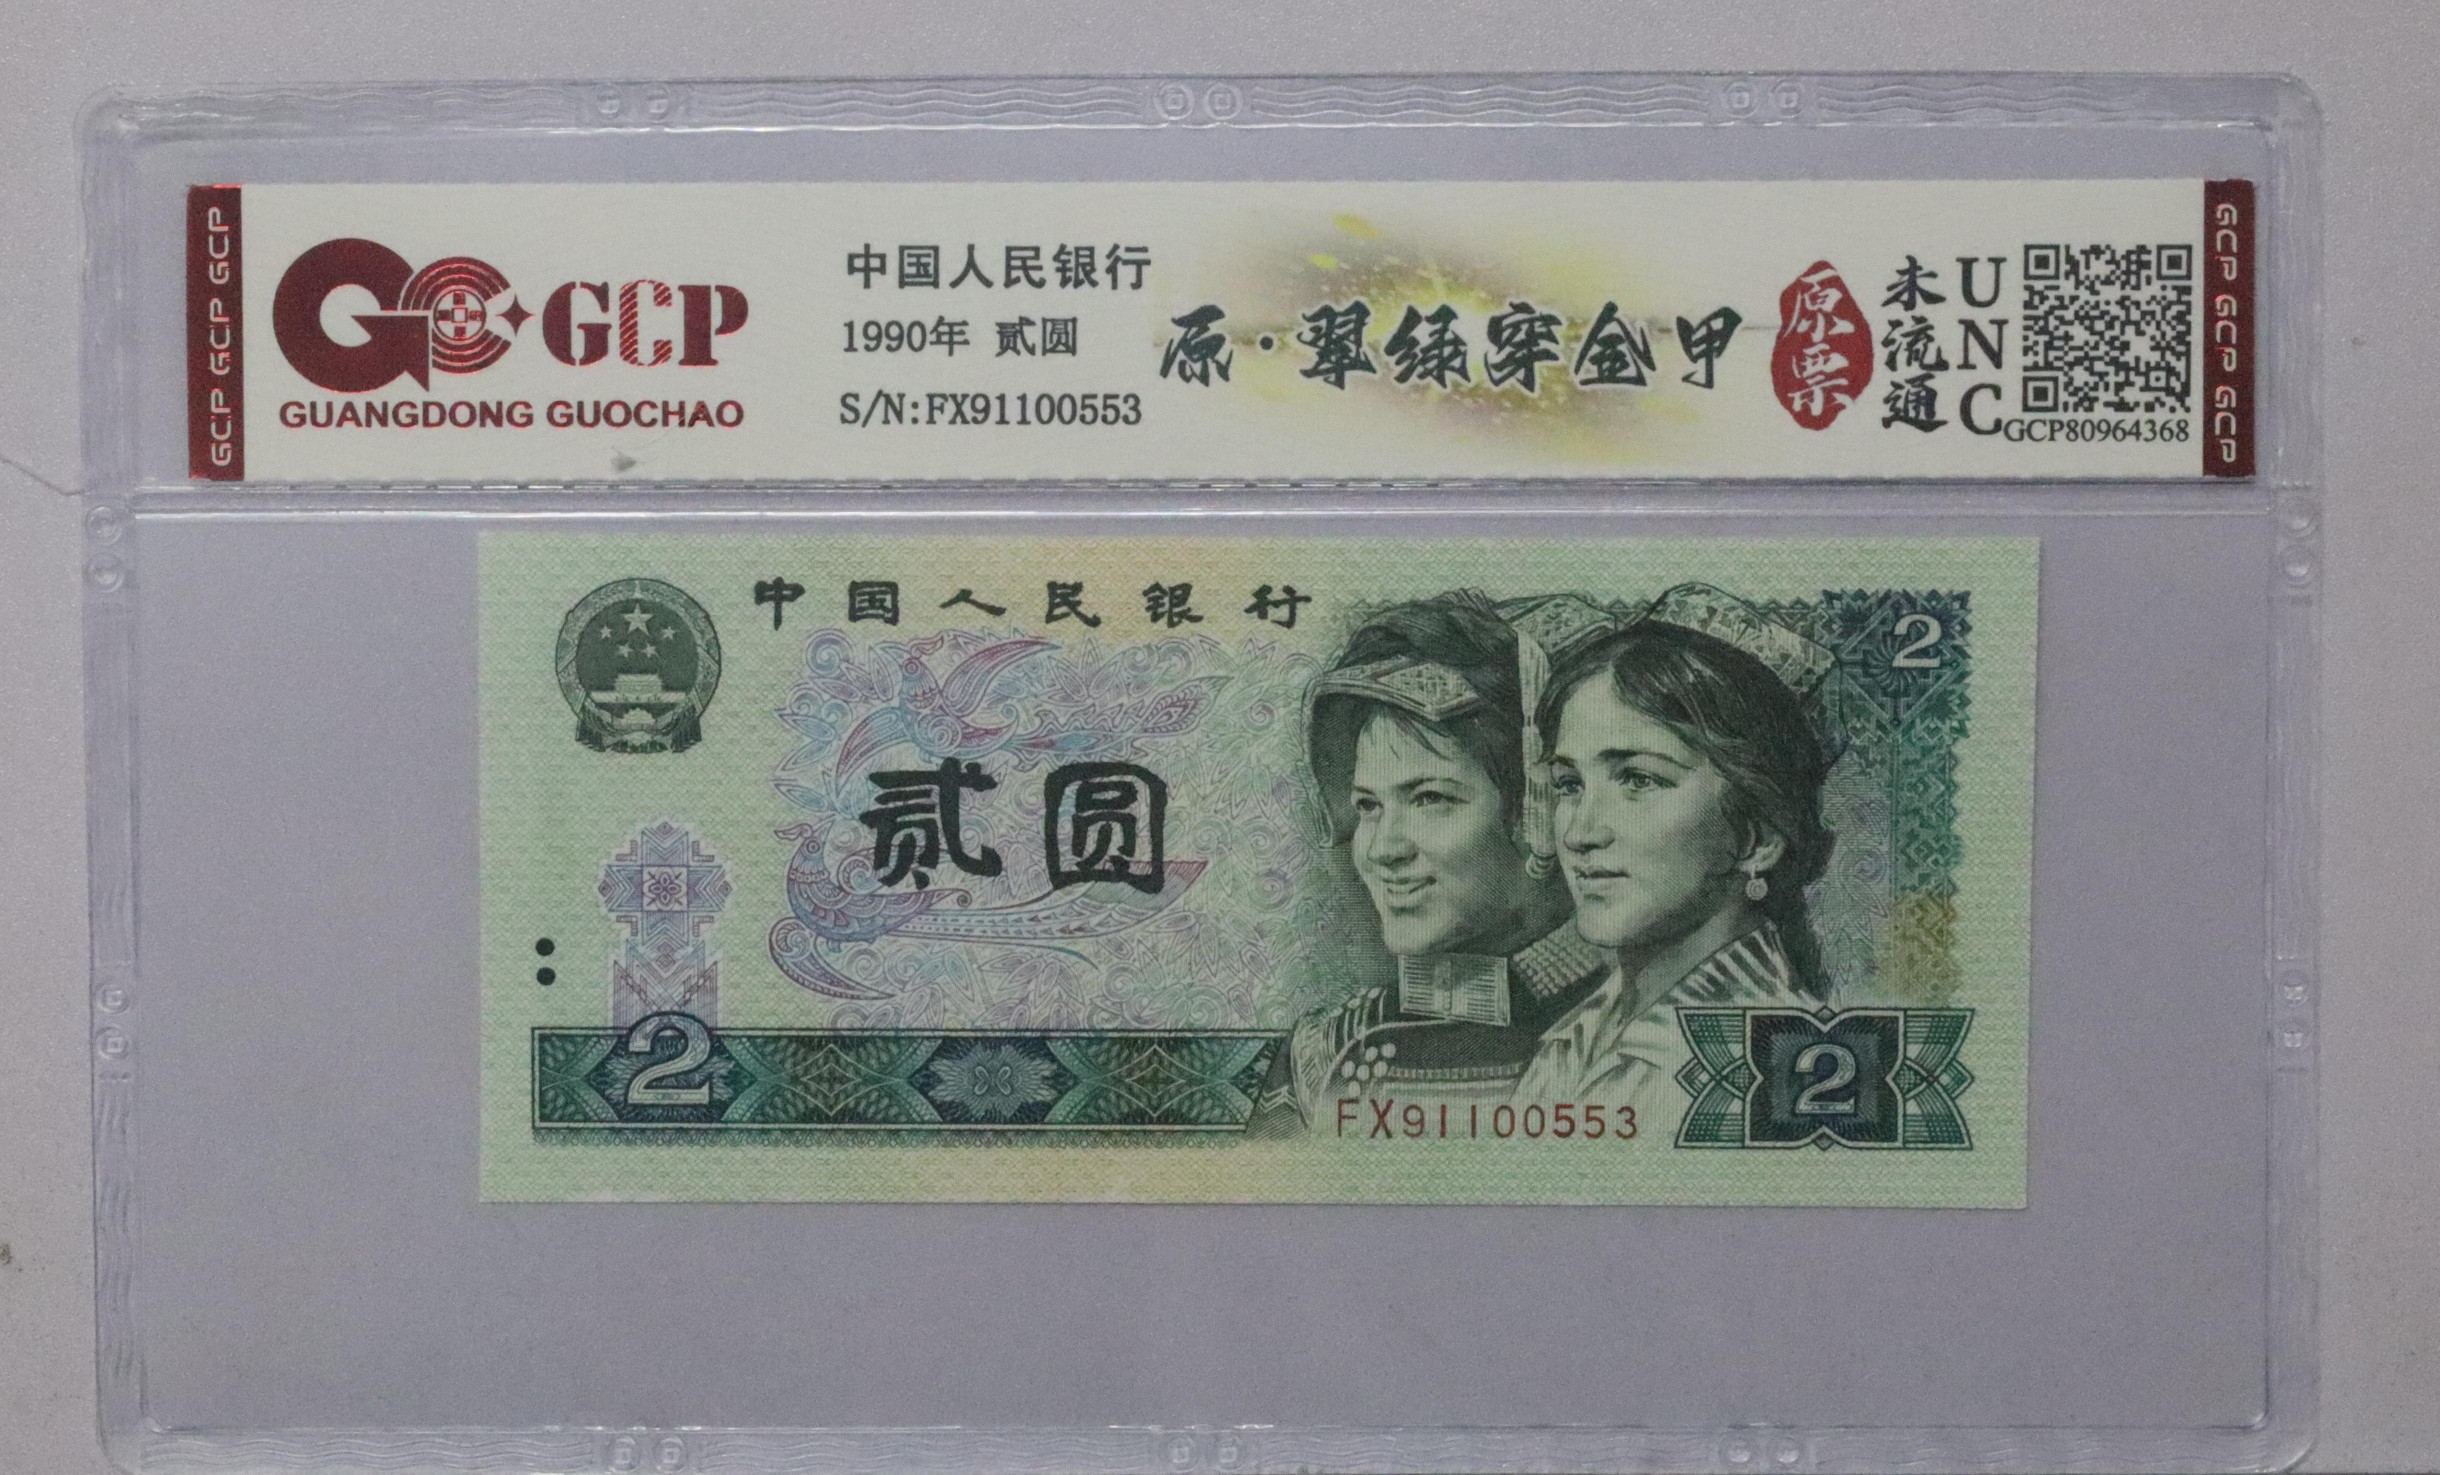 GCP GCP GCP
GCP
GUANGDONG GUOCHAO
中国人民银行
1990年 贰圆
S/N:FX91100553
原·翠绿穿金甲
原票
未流通
UNC
GCP80964368
GCP GCP GCP
中国人民银行
2
贰圆
2
2
FX91100553